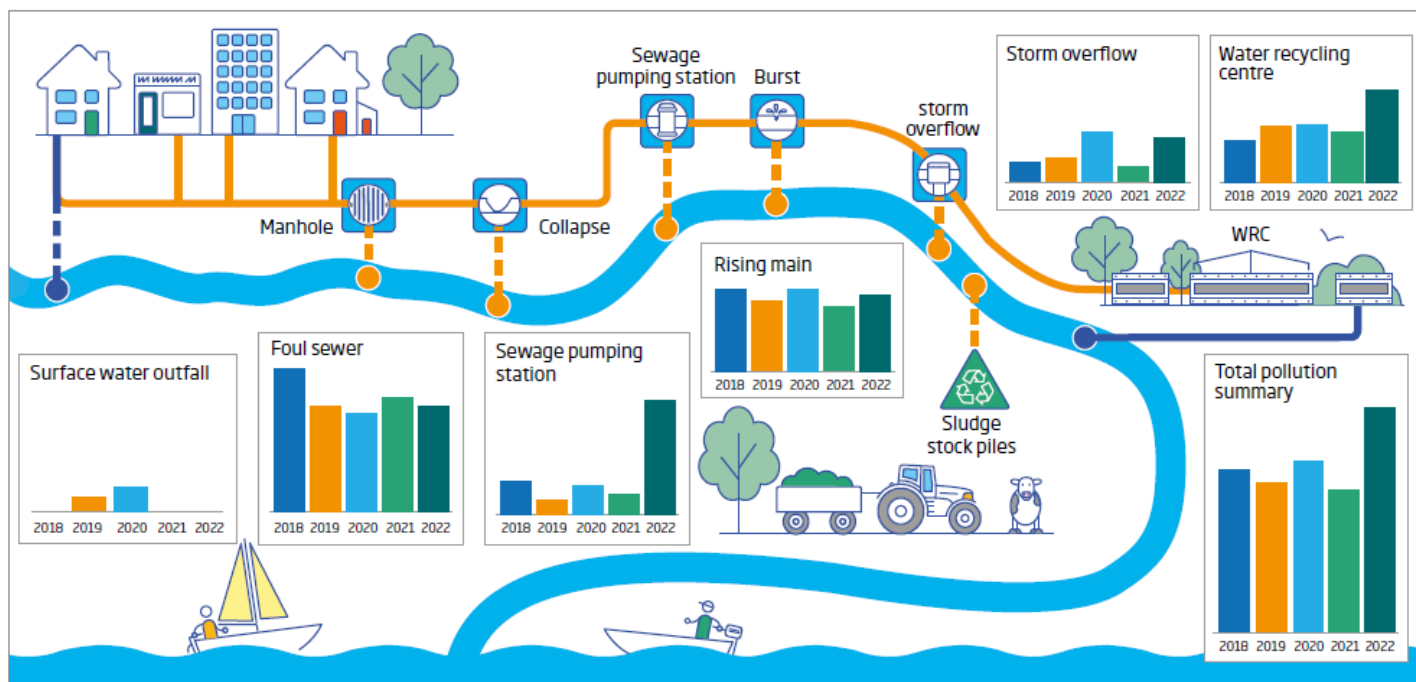 Sewage
pumping station
Burst
storm
overflow
Manhole
Collapse
Storm overflow
2018 2019 2020 2021 2022
Water recycling
centre
2018 2019 2020 2021 2022
WRC
Rising main
2018 2019 2020 2021 2022
Sludge
stock piles
Surface water outfall
2018 2019 2020 2021 2022
Foul sewer
2018 2019 2020 2021 2022
Sewage pumping
station
2018 2019 2020 2021 2022
Total pollution
summary
2018 2019 2020 2021 2022